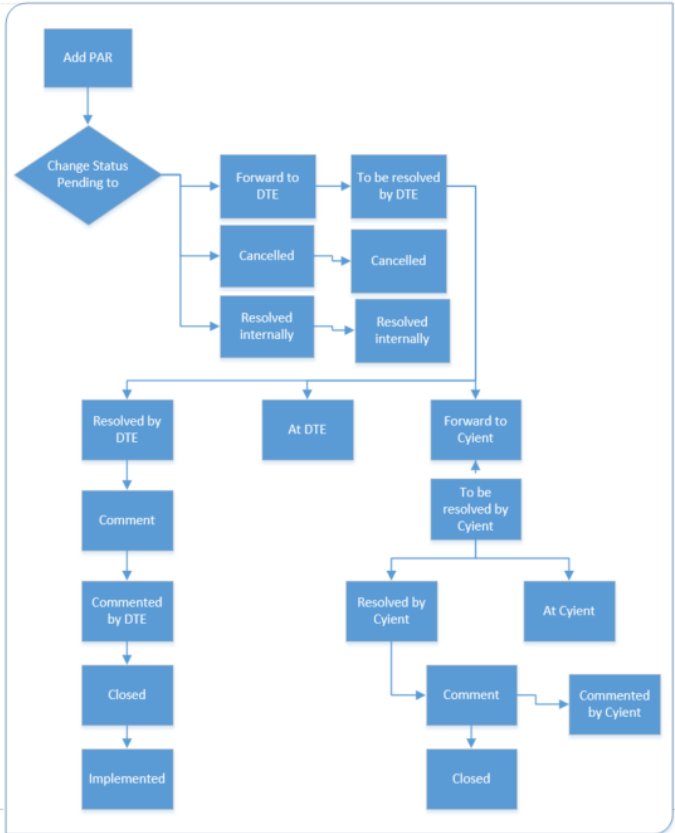 Add PAR
Change Status
Pending to
Forward to
DTE
To be resolved
by DTE
Cancelled
Cancelled
Resolved
internally
Resolved
internally
Resolved by
DTE
At DTE
Forward to
Cyient
Comment
To be
resolved by
Cyient
Commented
by DTE
Resolved by
Cyient
At Cyient
Closed
Comment
Commented
by Cyient
Implemented
Closed